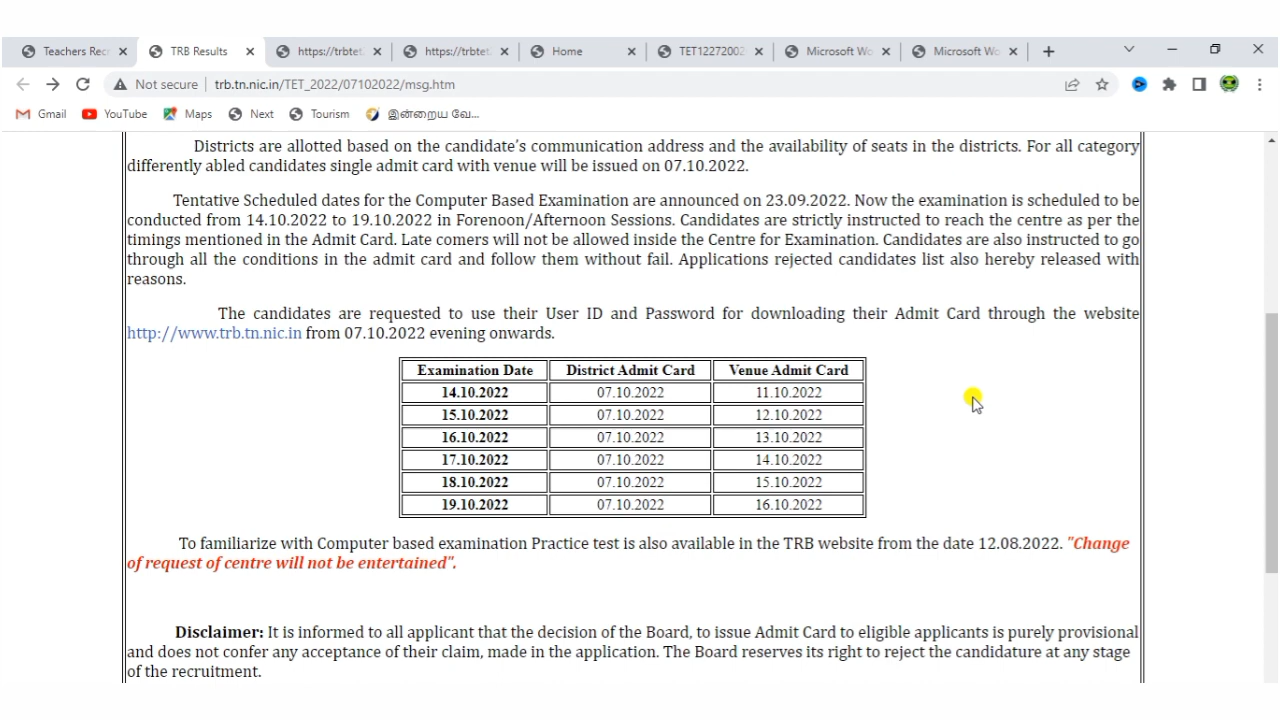 Teachers Rec
TRB Results
https://trbtet.
https://trbtet.
Home
TET12272002
Microsoft Wo
Microsoft Wo
Not secure
trb.tn.nic.in/TET_2022/07102022/msg.htm
Gmail
YouTube
Maps
Next
Tourism
இன்றைய வே...
Districts are allotted based on the candidate's communication address and the availability of seats in the districts. For all category
differently abled candidates single admit card with venue will be issued on 07.10.2022.
Tentative Scheduled dates for the Computer Based Examination are announced on 23.09.2022. Now the examination is scheduled to be
conducted from 14.10.2022 to 19.10.2022 in Forenoon/Afternoon Sessions. Candidates are strictly instructed to reach the centre as per the
timings mentioned in the Admit Card. Late comers will not be allowed inside the Centre for Examination. Candidates are also instructed to go
through all the conditions in the admit card and follow them without fail. Applications rejected candidates list also hereby released with
reasons.
The candidates are requested to use their User ID and Password for downloading their Admit Card through the website
http://www.trb.tn.nic.in from 07.10.2022 evening onwards.
Examination Date District Admit Card Venue Admit Card
14.10.2022 07.10.2022 11.10.2022
15.10.2022 07.10.2022 12.10.2022
16.10.2022 07.10.2022 13.10.2022
17.10.2022 07.10.2022 14.10.2022
18.10.2022 07.10.2022 15.10.2022
19.10.2022 07.10.2022 16.10.2022
To familiarize with Computer based examination Practice test is also available in the TRB website from the date 12.08.2022. "Change
of request of centre will not be entertained".
Disclaimer: It is informed to all applicant that the decision of the Board, to issue Admit Card to eligible applicants is purely provisional
and does not confer any acceptance of their claim, made in the application. The Board reserves its right to reject the candidature at any stage
of the recruitment.